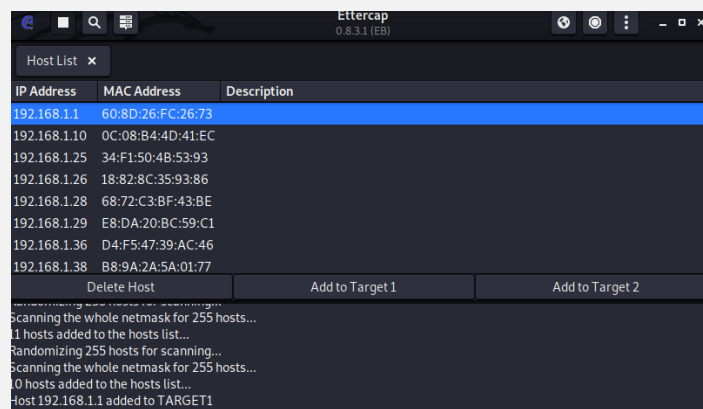 Ettercap
0.8.3.1 (EB)
Host List ×
IP Address MAC Address Description
192.168.1.1 60:8D:26:FC:26:73
192.168.1.10 0C:08:B4:4D:41:EC
192.168.1.25 34:F1:50:4B:53:93
192.168.1.26 18:82:8C:35:93:86
192.168.1.28 68:72:C3:BF:43:BE
192.168.1.29 E8:DA:20:BC:59:C1
192.168.1.36 D4:F5:47:39:AC:46
192.168.1.38 B8:9A:2A:5A:01:77
Delete Host Add to Target 1 Add to Target 2
Randomizing 255 hosts for scanning...
Scanning the whole netmask for 255 hosts...
11 hosts added to the hosts list...
Randomizing 255 hosts for scanning...
Scanning the whole netmask for 255 hosts...
10 hosts added to the hosts list...
Host 192.168.1.1 added to TARGET1